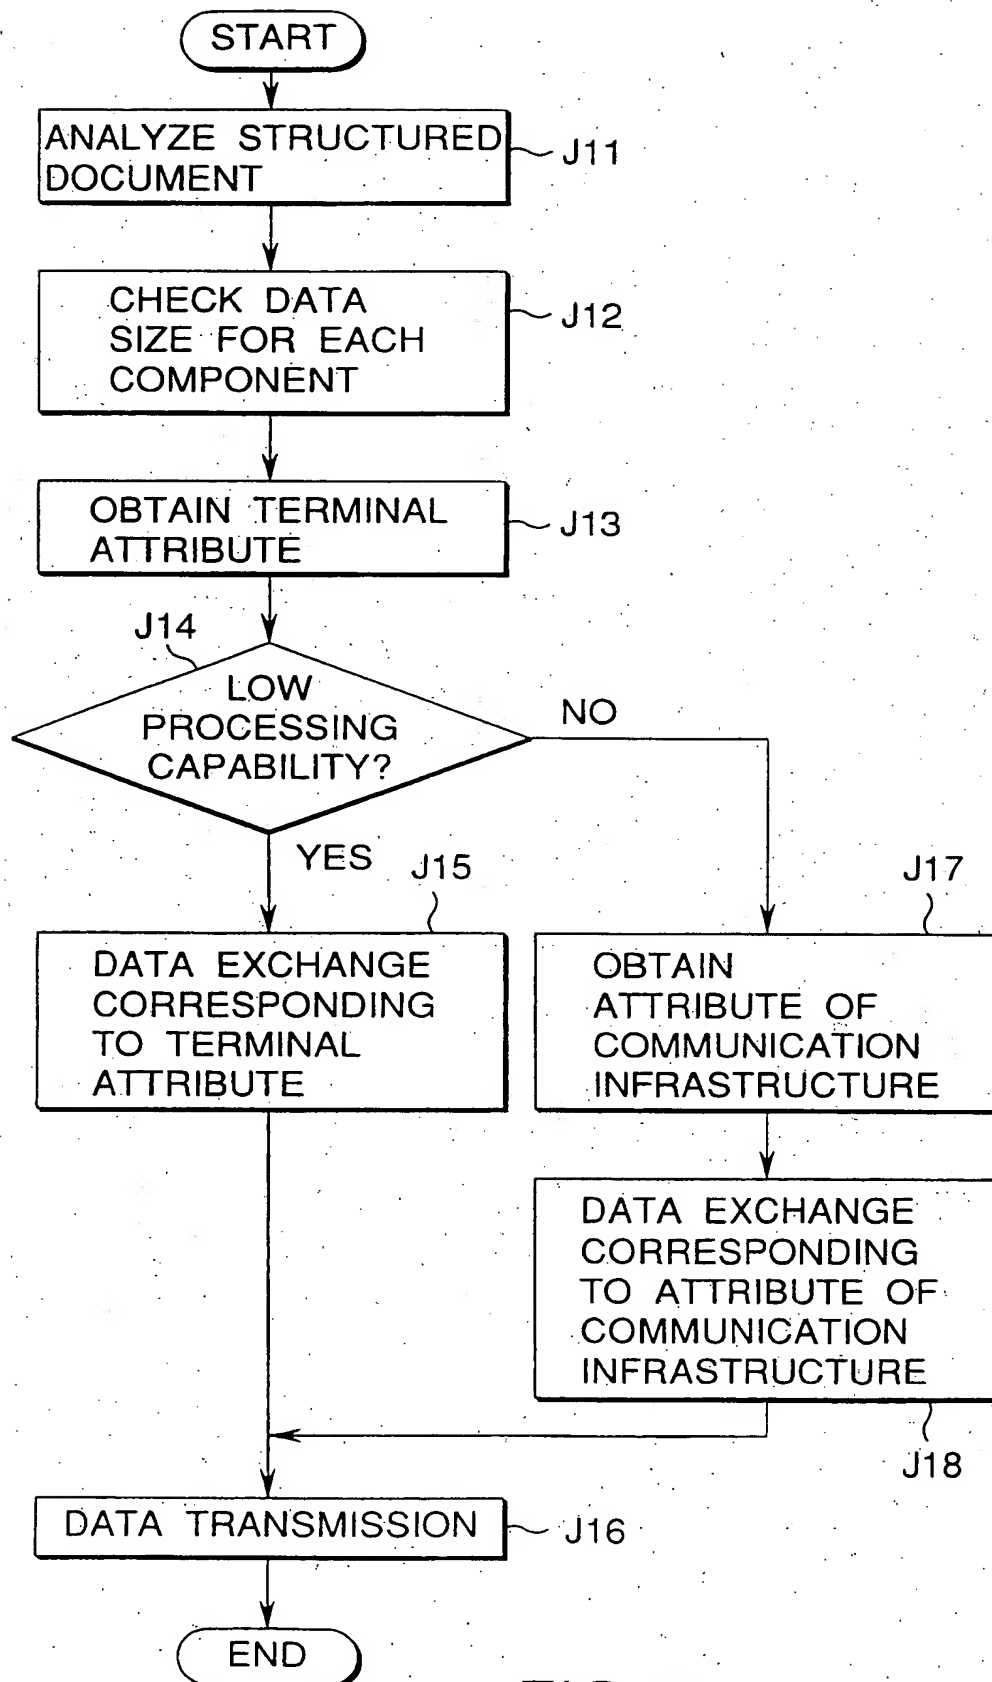 START
ANALYZE STRUCTURED
DOCUMENT
J11
CHECK DATA
SIZE FOR EACH
COMPONENT
J12
OBTAIN TERMINAL
ATTRIBUTE
J13
J14
LOW
PROCESSING
CAPABILITY?
NO
YES
J15
DATA EXCHANGE
CORRESPONDING
TO TERMINAL
ATTRIBUTE
J17
OBTAIN
ATTRIBUTE OF
COMMUNICATION
INFRASTRUCTURE
DATA EXCHANGE
CORRESPONDING
TO ATTRIBUTE OF
COMMUNICATION
INFRASTRUCTURE
J18
DATA TRANSMISSION
J16
END